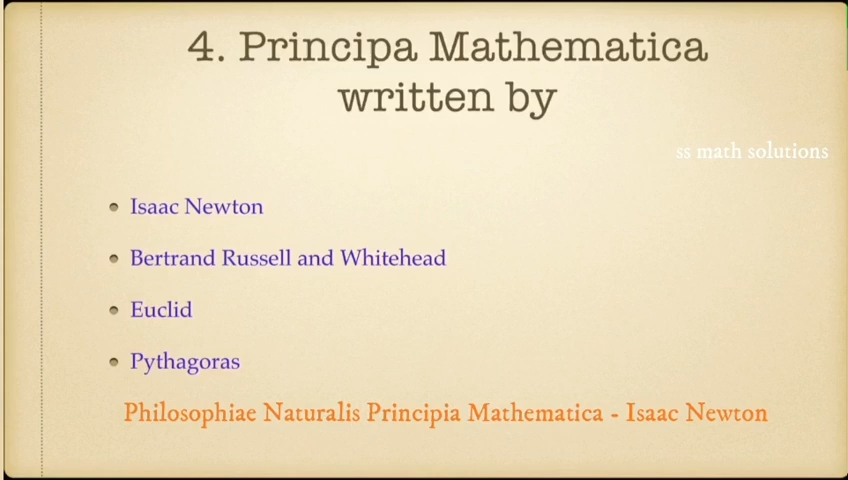 4. Principa Mathematica
written by
ss math solutions
Isaac Newton
Bertrand Russell and Whitehead
Euclid
Pythagoras
Philosophiae Naturalis Principia Mathematica - Isaac Newton